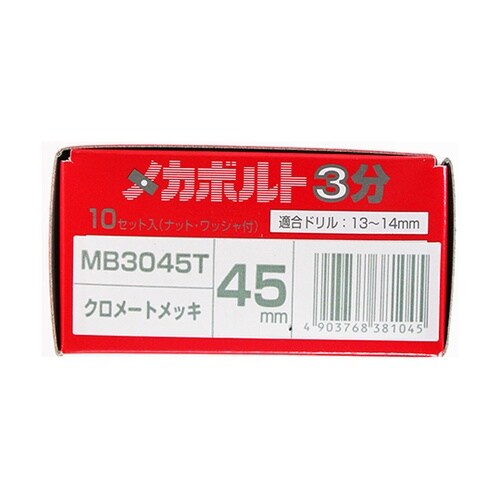 メカボルト3分
10セット入(ナット・ワッシャ付)
適合ドリル:13〜14mm
MB3045T
クロメートメッキ
45mm
4 903768 381045